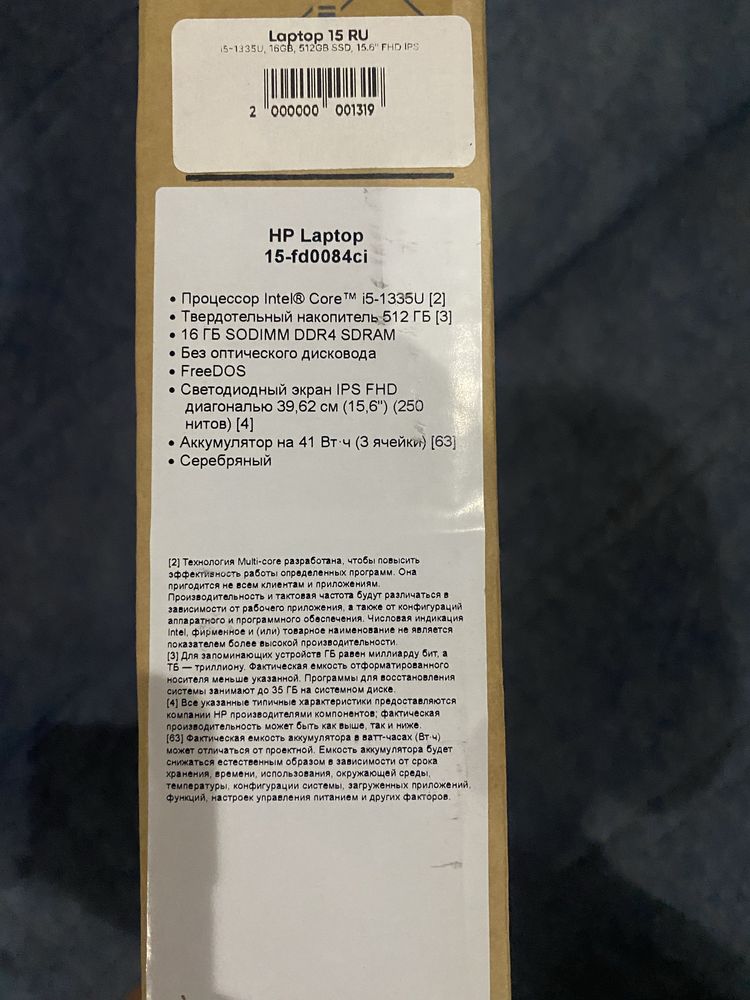 Laptop 15 RU
i5-1335U, 16GB, 512GB SSD, 15.6" FHD IPS
2 000000 001319
HP Laptop
15-fd0084ci
• Процессор Intel® Core™ i5-1335U [2]
• Твердотельный накопитель 512 ГБ [3]
• 16 ГБ SODIMM DDR4 SDRAM
• Без оптического дисковода
• FreeDOS
• Светодиодный экран IPS FHD
диагональю 39,62 см (15,6") (250
нитов) [4]
• Аккумулятор на 41 Вт·ч (3 ячейки) [63]
• Серебряный
[2] Технология Multi-core разработана, чтобы повысить
эффективность работы определенных программ. Она
пригодится не всем клиентам и приложениям.
Производительность и тактовая частота будут различаться в
зависимости от рабочего приложения, а также от конфигураций
аппаратного и программного обеспечения. Числовая индикация
Intel, фирменное и (или) товарное наименование не является
показателем более высокой производительности.
[3] Для запоминающих устройств ГБ равен миллиарду бит, а
ТБ — триллиону. Фактическая емкость отформатированного
носителя меньше указанной. Программы для восстановления
системы занимают до 35 ГБ на системном диске.
[4] Все указанные типичные характеристики предоставляются
компании HP производителями компонентов; фактическая
производительность может быть как выше, так и ниже.
[63] Фактическая емкость аккумулятора в ватт-часах (Вт·ч)
может отличаться от проектной. Емкость аккумулятора будет
снижаться естественным образом в зависимости от срока
хранения, времени, использования, окружающей среды,
температуры, конфигурации системы, загруженных приложений,
функций, настроек управления питанием и других факторов.